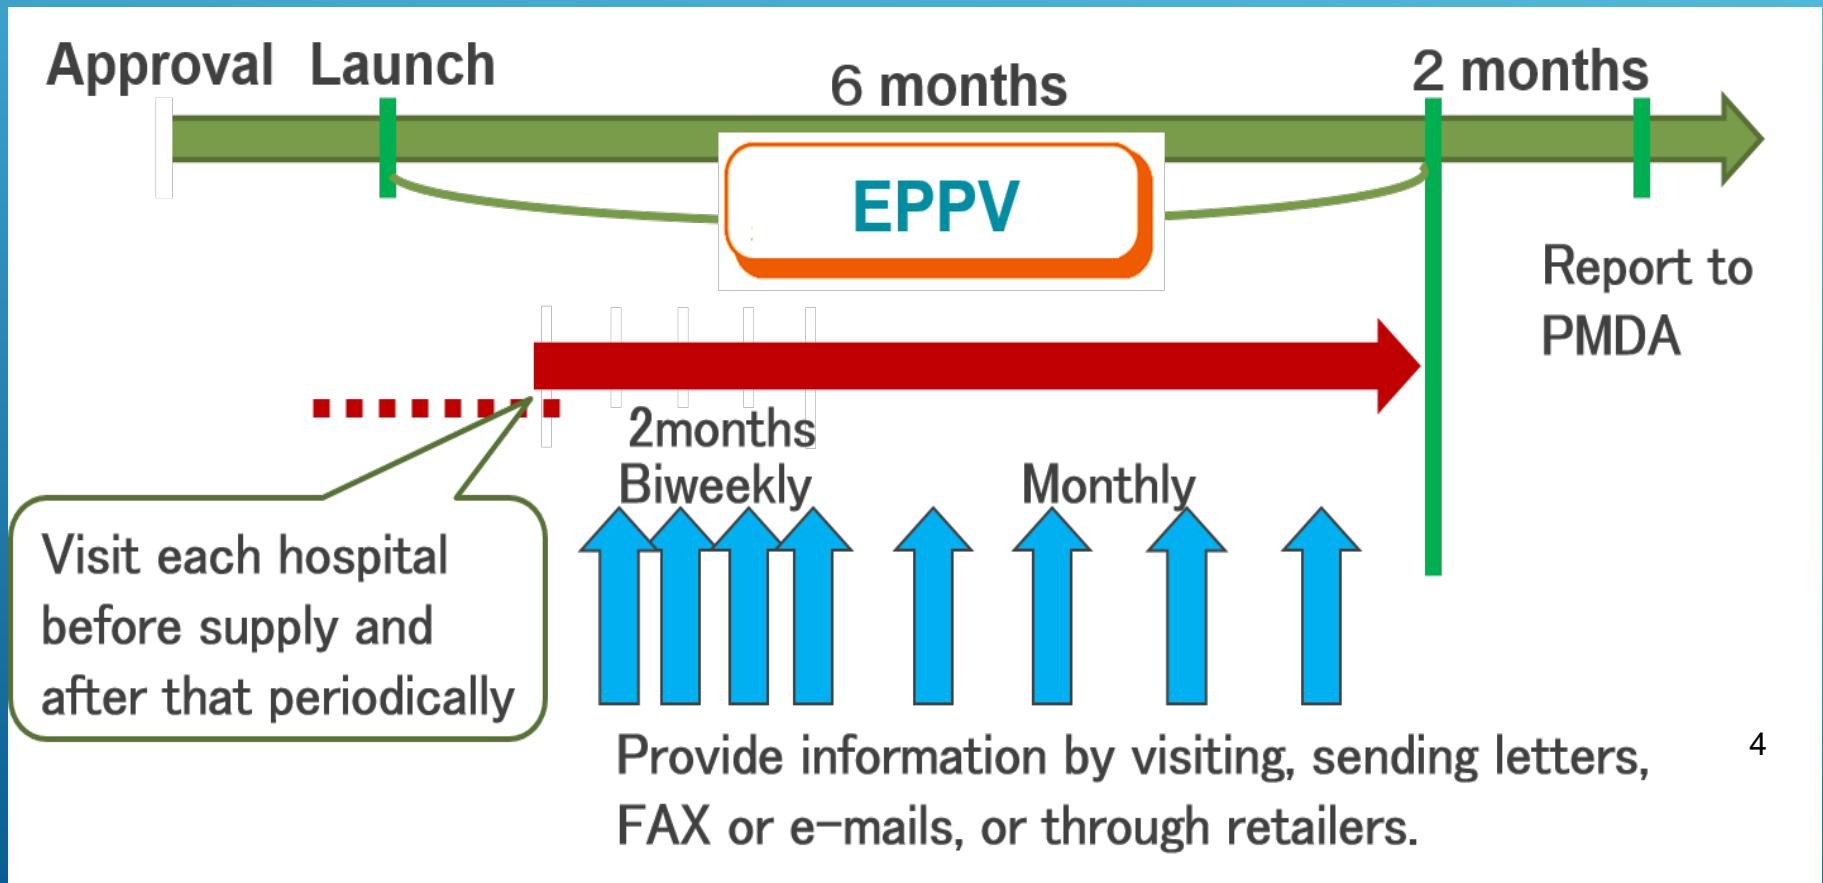 Approval Launch
6 months
2 months
EPPV
Report to
PMDA
2months
Biweekly
Monthly
Visit each hospital
before supply and
after that periodically
Provide information by visiting, sending letters,
FAX or e-mails, or through retailers.
4